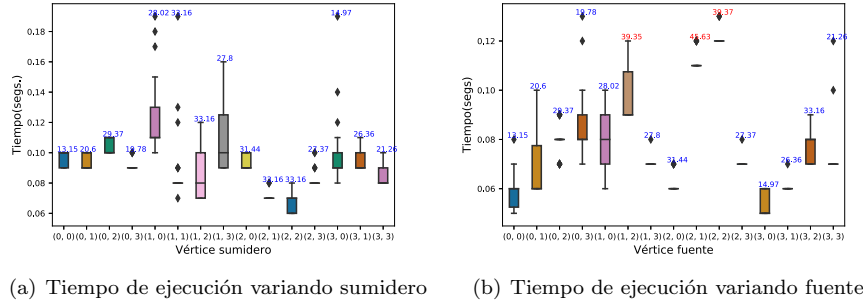 28.02 33.16 14.97
0.18
0.16
27.8
0.14
Tiempo(segs.)
0.12
33.16
29.37
26.36
0.10
13.15 20.6 19.78 31.44 27.37 21.26
0.08
33.16 33.16
0.06
(0, 0) (0, 1) (0, 2) (0, 3) (1, 0) (1, 1) (1, 2) (1, 3) (2, 0) (2, 1) (2, 2) (2, 3) (3, 0) (3, 1) (3, 2) (3, 3)
Vértice sumidero
(a) Tiempo de ejecución variando sumidero
19.78 39.37 21.26
0.12
39.35 45.63
Tiempo(segs.)
0.10
20.6 28.02
29.37 33.16
0.08
13.15 27.8 27.37
31.44 26.36
0.06
14.97
(0, 0) (0, 1) (0, 2) (0, 3) (1, 0) (1, 1) (1, 2) (1, 3) (2, 0) (2, 1) (2, 2) (2, 3) (3, 0) (3, 1) (3, 2) (3, 3)
Vértice fuente
(b) Tiempo de ejecución variando fuente